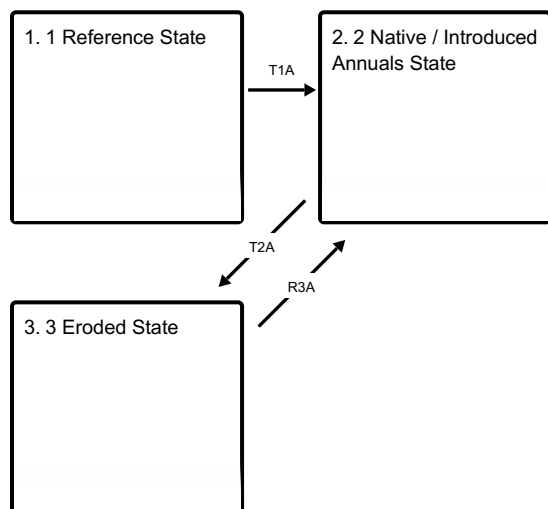 1. 1 Reference State
T1A
2. 2 Native / Introduced
Annuals State
T2A
R3A
3. 3 Eroded State